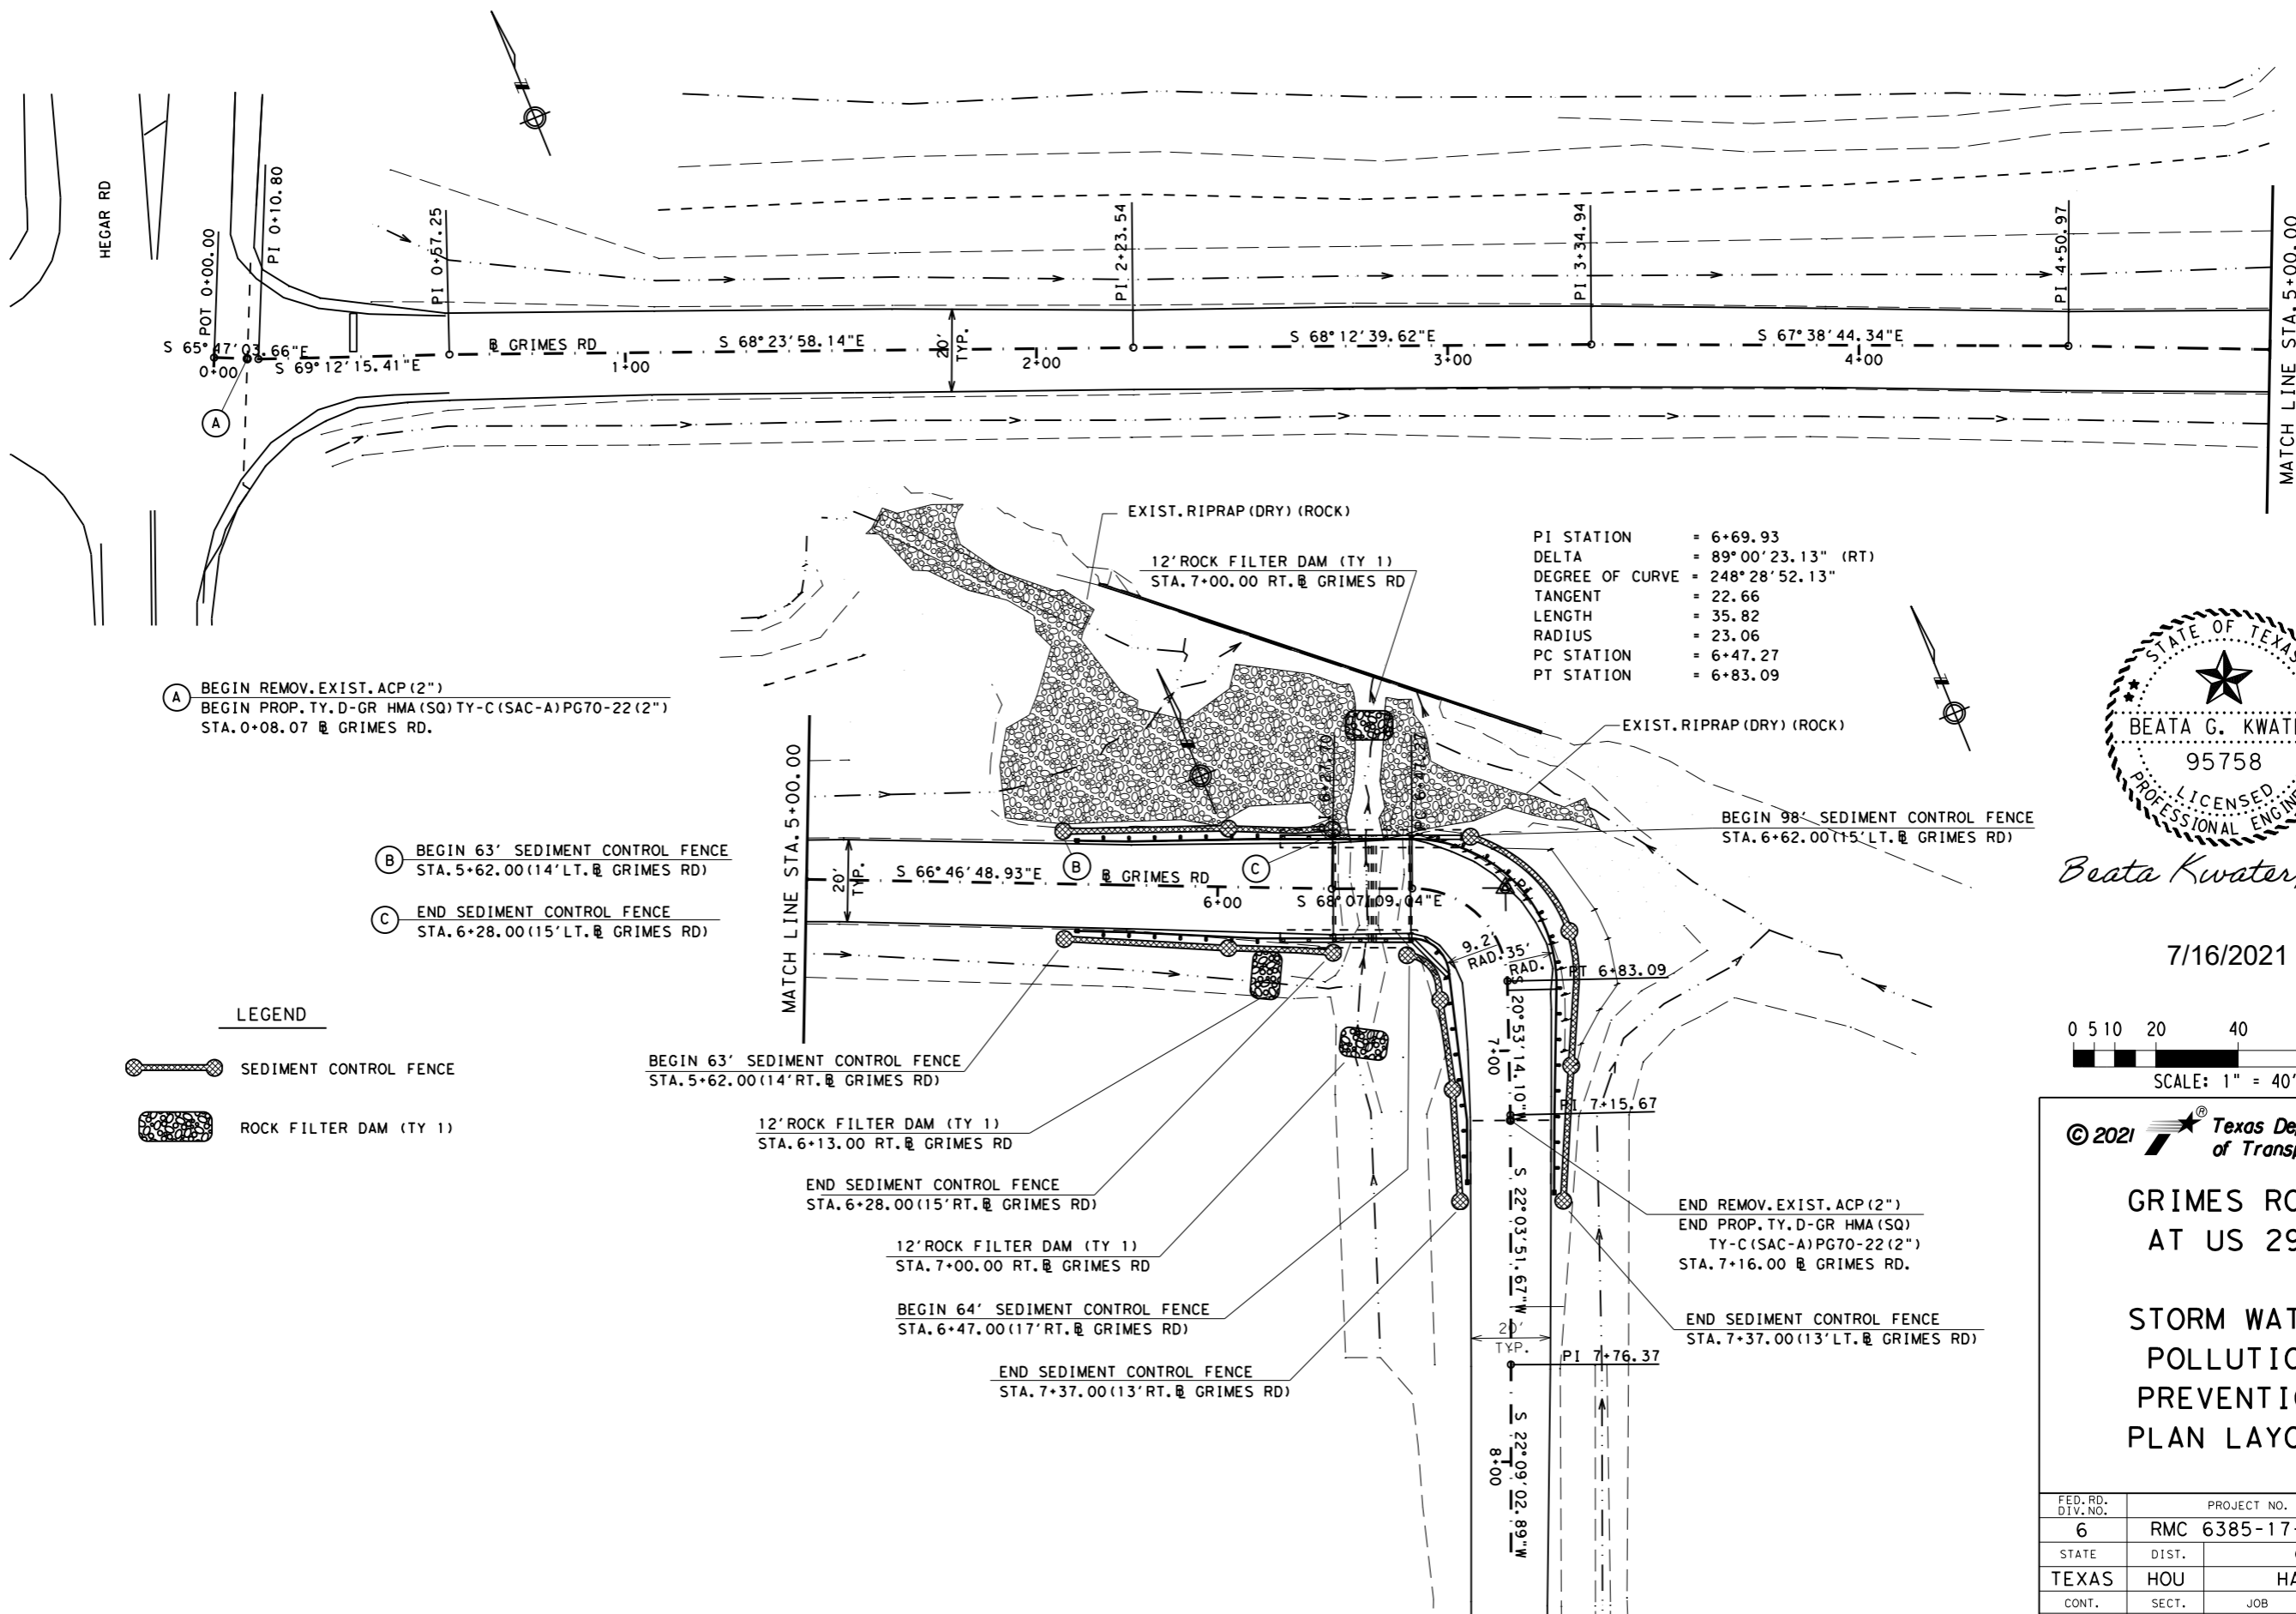 HEGAR RD
POT 0+00.00
PI 0+10.80
PI 0+57.25
PI 2+23.54
PI 3+34.94
PI 4+50.97
MATCH LINE STA.5+00.00
S 65°47'03.66"E
S 69°12'15.41"E
℄ GRIMES RD
S 68°23'58.14"E
20' TYP.
S 68°12'39.62"E
S 67°38'44.34"E
0+00
1+00
2+00
3+00
4+00
A
EXIST.RIPRAP(DRY)(ROCK)
12'ROCK FILTER DAM (TY 1)
STA.7+00.00 RT.℄ GRIMES RD
PI STATION = 6+69.93
DELTA = 89°00'23.13" (RT)
DEGREE OF CURVE = 248°28'52.13"
TANGENT = 22.66
LENGTH = 35.82
RADIUS = 23.06
PC STATION = 6+47.27
PT STATION = 6+83.09
A
BEGIN REMOV.EXIST.ACP(2")
BEGIN PROP.TY.D-GR HMA(SQ)TY-C(SAC-A)PG70-22(2")
STA.0+08.07 ℄ GRIMES RD.
B
BEGIN 63' SEDIMENT CONTROL FENCE
STA.5+62.00(14'LT.℄ GRIMES RD)
C
END SEDIMENT CONTROL FENCE
STA.6+28.00(15'LT.℄ GRIMES RD)
MATCH LINE STA.5+00.00
20' TYP.
S 66°46'48.93"E
B
℄ GRIMES RD
C
6+00
S 68°07'09.04"E
6+27.70
PC 6+47.27
PI
EXIST.RIPRAP(DRY)(ROCK)
BEGIN 98' SEDIMENT CONTROL FENCE
STA.6+62.00(15'LT.℄ GRIMES RD)
9.2' RAD.
35' RAD.
PT 6+83.09
S 20°53'14.10"W
7+00
PI 7+15.67
S 22°03'51.67"W
20'
TYP.
PI 7+76.37
S 22°09'02.89"W
8+00
LEGEND
SEDIMENT CONTROL FENCE
ROCK FILTER DAM (TY 1)
BEGIN 63' SEDIMENT CONTROL FENCE
STA.5+62.00(14'RT.℄ GRIMES RD)
12'ROCK FILTER DAM (TY 1)
STA.6+13.00 RT.℄ GRIMES RD
END SEDIMENT CONTROL FENCE
STA.6+28.00(15'RT.℄ GRIMES RD)
12'ROCK FILTER DAM (TY 1)
STA.7+00.00 RT.℄ GRIMES RD
BEGIN 64' SEDIMENT CONTROL FENCE
STA.6+47.00(17'RT.℄ GRIMES RD)
END SEDIMENT CONTROL FENCE
STA.7+37.00(13'RT.℄ GRIMES RD)
END REMOV.EXIST.ACP(2")
END PROP.TY.D-GR HMA(SQ)
TY-C(SAC-A)PG70-22(2")
STA.7+16.00 ℄ GRIMES RD.
END SEDIMENT CONTROL FENCE
STA.7+37.00(13'LT.℄ GRIMES RD)
STATE OF TEXAS
BEATA G. KWATE
95758
LICENSED
PROFESSIONAL ENGINE
Beata Kwater
7/16/2021
0 5 10 20 40
SCALE: 1" = 40'
© 2021
Texas De
of Transp
®
GRIMES RO
AT US 29
STORM WAT
POLLUTIO
PREVENTIO
PLAN LAYO
FED.RD.
DIV.NO.
PROJECT NO.
6
RMC 6385-17-
STATE
DIST.
TEXAS
HOU
HA
CONT.
SECT.
JOB